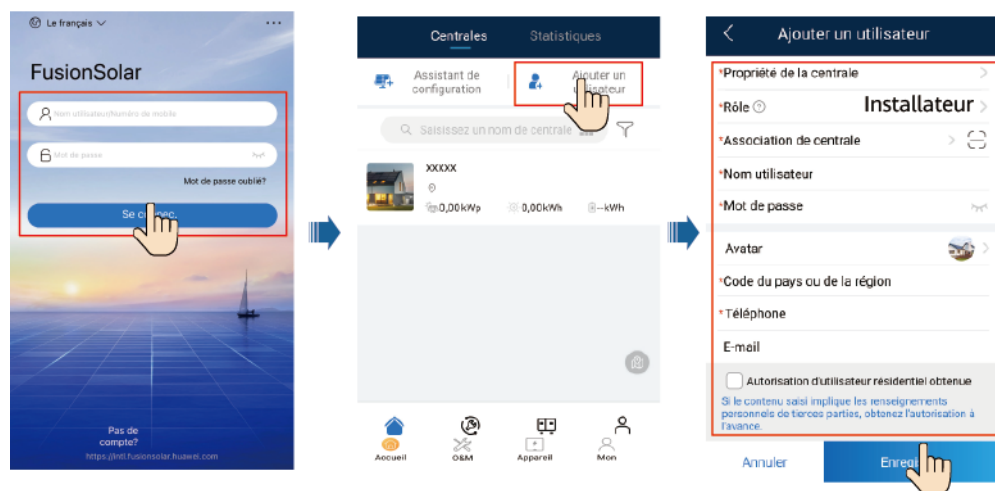 Le français
FusionSolar
Nom utilisateur/Numéro de mobile
Mot de passe
Mot de passe oublié?
Pas de
compte?
https://intl.fusionsolar.huawei.com
Centrales Statistiques
Assistant de
configuration
Ajouter un
utilisateur
Saisissez un nom de centrale
XXXXX
0,00kWp 0,00kWh --kWh
Accueil O&M Appareil Mon
Ajouter un utilisateur
*Propriété de la centrale
*Rôle Installateur
*Association de centrale
*Nom utilisateur
*Mot de passe
Avatar
*Code du pays ou de la région
*Téléphone
E-mail
Autorisation d'utilisateur résidentiel obtenue
Si le contenu saisi implique les renseignements
personnels de tierces parties, obtenez l'autorisation à
l'avance.
Annuler